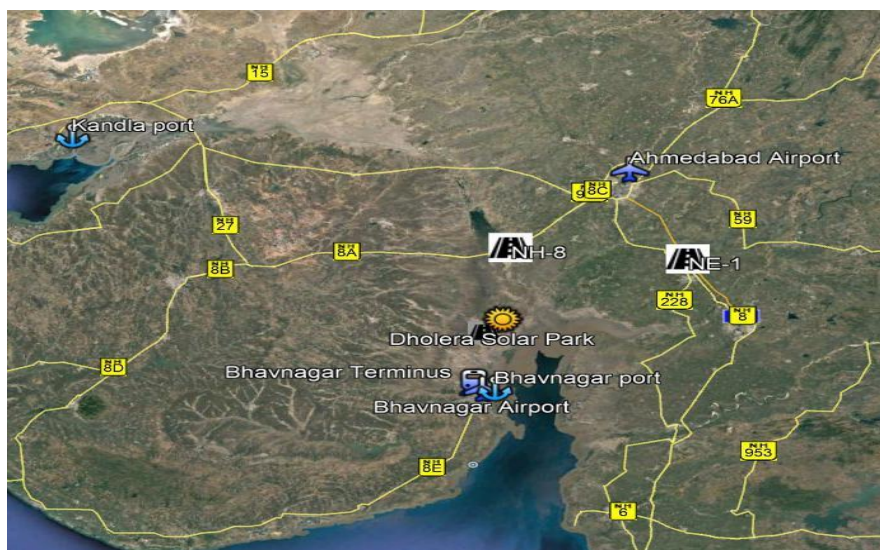 NH
15
NH
76A
Kandla port
Ahmedabad Airport
NH
8C
NH
59
NH
27
NH
8A
NH-8
NE-1
NH
8B
NH
228
NH
8
Dholera Solar Park
NH
8D
Bhavnagar Terminus
Bhavnagar port
Bhavnagar Airport
NH
953
NH
8E
NH
6